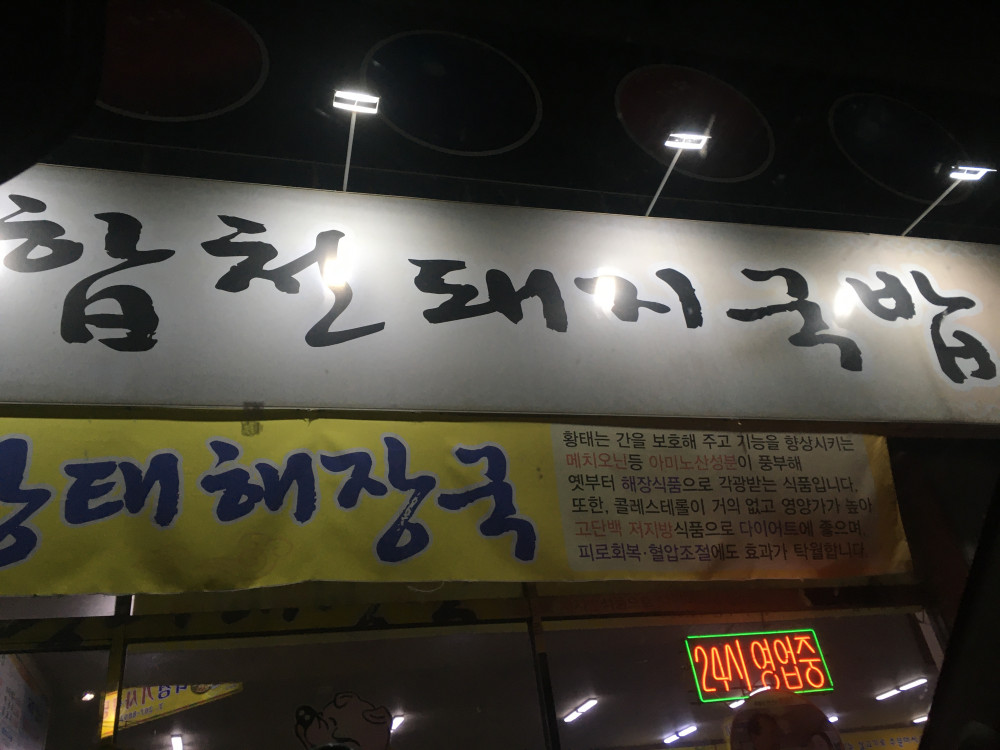 합천돼지국밥
황태해장국
황태는 간을 보호해 주고 기능을 향상시키는
메치오닌등 아미노산성분이 풍부해
옛부터 해장식품으로 각광받는 식품입니다.
또한, 콜레스테롤이 거의 없고 영양가가 높아
고단백 저지방식품으로 다이어트에 좋으며
피로회복·혈압조절에도 효과가 탁월합니다
24시 영업중